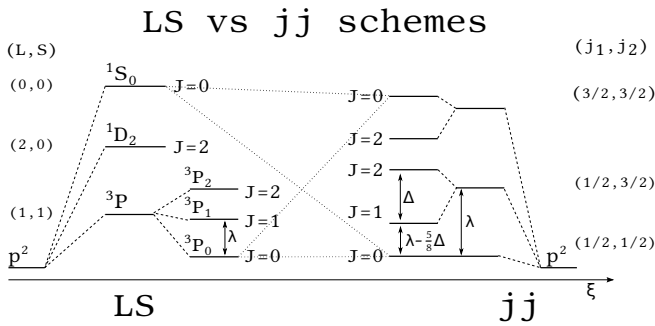 LS vs jj schemes
(L,S)
(j₁,j₂)
(0,0)
¹S₀
J=0
J=0
(3/2,3/2)
(2,0)
¹D₂
J=2
J=2
³P₂
J=2
J=2
(1/2,3/2)
(1,1)
³P
³P₁
J=1
J=1
Δ
λ
λ
λ-5/8Δ
(1/2,1/2)
p²
³P₀
J=0
J=0
p²
LS
jj
ξ